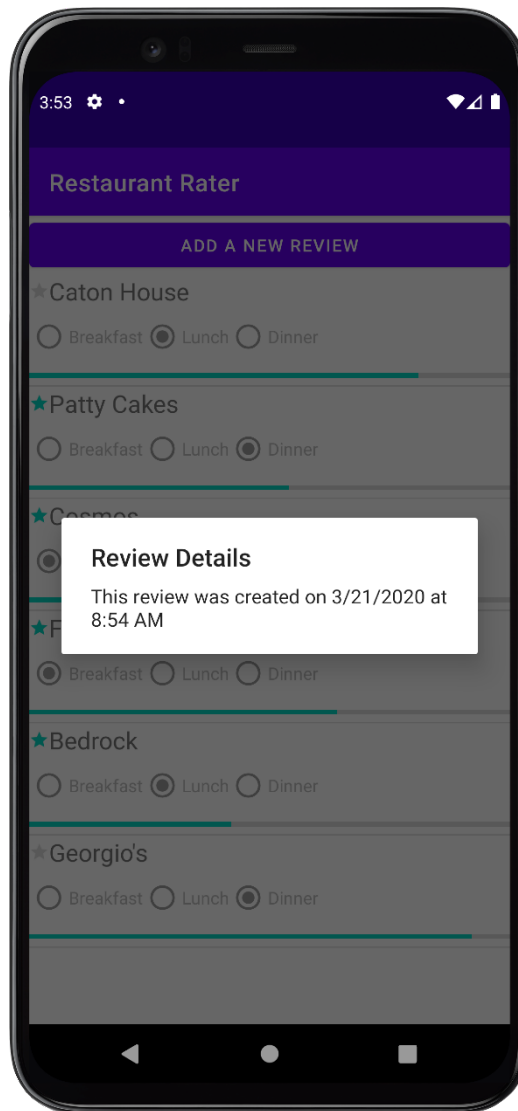 3:53
Restaurant Rater
ADD A NEW REVIEW
Caton House
Breakfast Lunch Dinner
Patty Cakes
Breakfast Lunch Dinner
Cosmos
Review Details
This review was created on 3/21/2020 at
8:54 AM
F
Breakfast Lunch Dinner
Bedrock
Breakfast Lunch Dinner
Georgio's
Breakfast Lunch Dinner